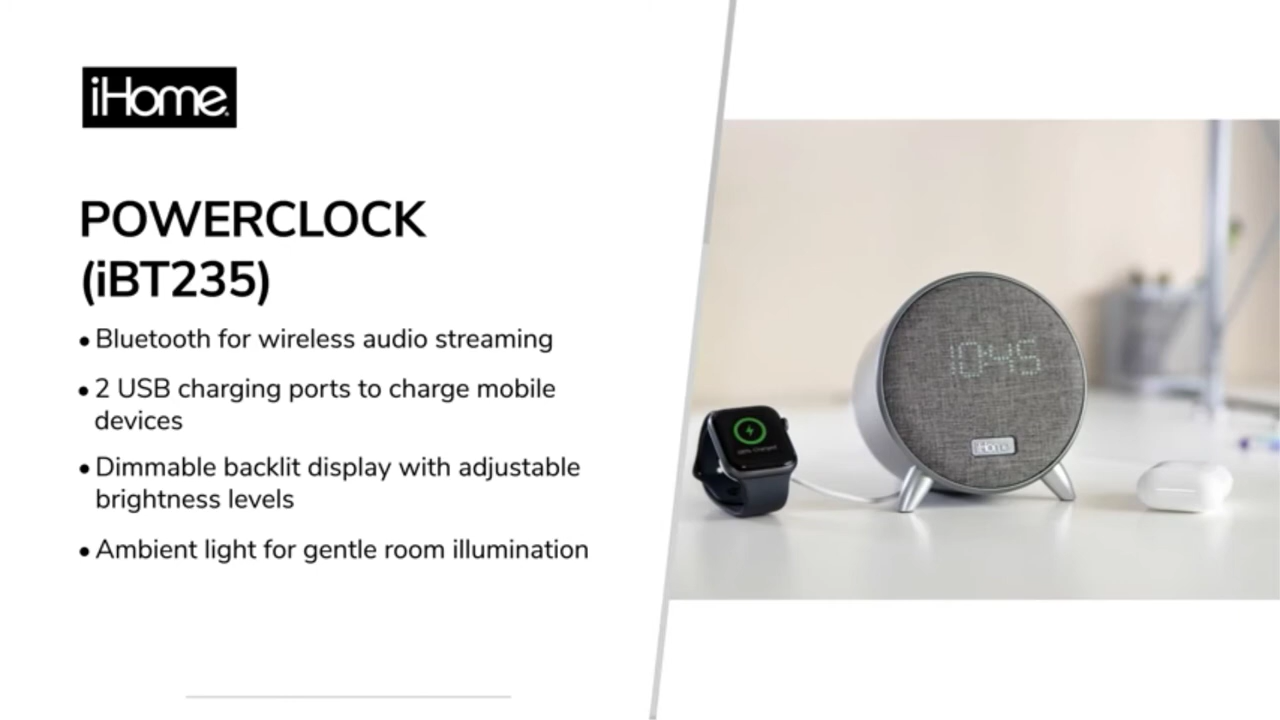 iHome
POWERCLOCK
(iBT235)
• Bluetooth for wireless audio streaming
• 2 USB charging ports to charge mobile
devices
• Dimmable backlit display with adjustable
brightness levels
• Ambient light for gentle room illumination
10:45
iHome